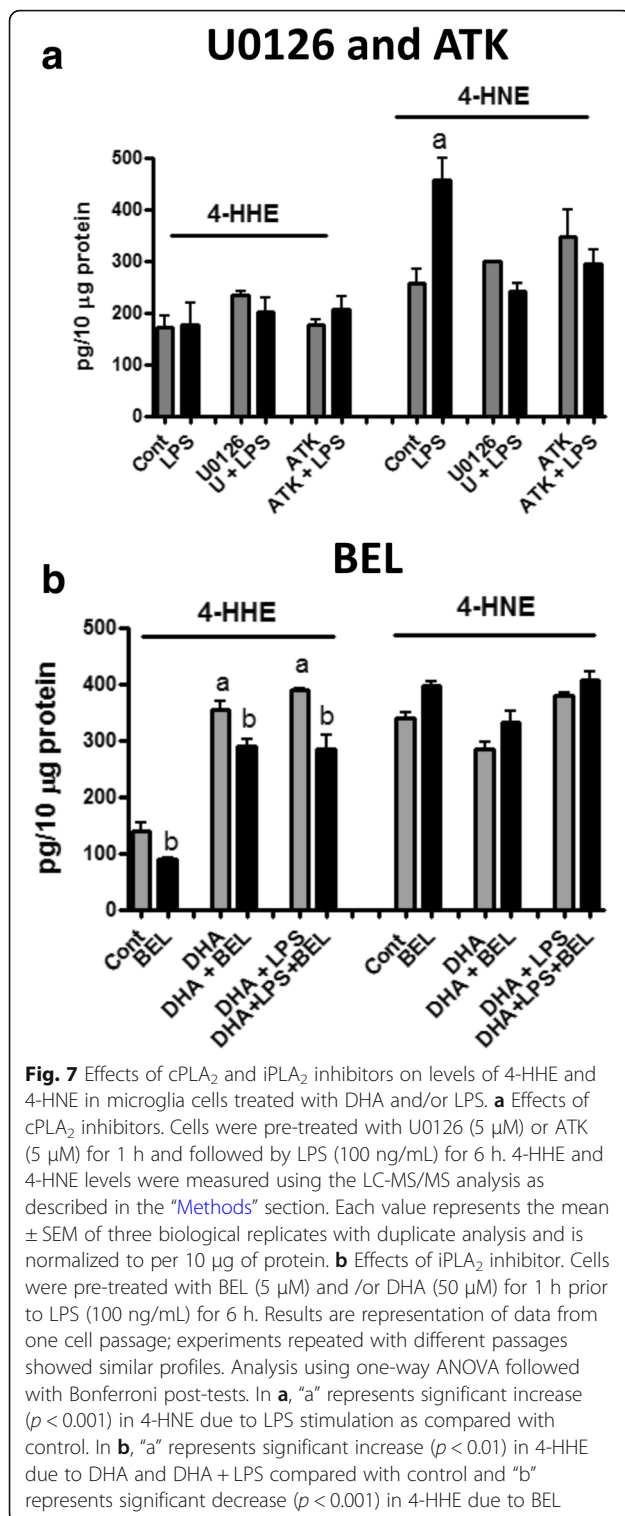 a
U0126 and ATK
4-HNE
4-HHE
a
pg/10 µg protein
500
400
300
200
100
0
Cont
LPS
U0126
U + LPS
ATK
ATK + LPS
Cont
LPS
U0126
U + LPS
ATK
ATK + LPS
b
BEL
4-HHE
4-HNE
pg/10 µg protein
500
400
300
200
100
0
b
a
b
a
b
Cont
BEL
DHA
DHA + BEL
DHA + LPS
DHA+LPS+BEL
Cont
BEL
DHA
DHA + BEL
DHA + LPS
DHA+LPS+BEL
Fig. 7 Effects of cPLA₂ and iPLA₂ inhibitors on levels of 4-HHE and
4-HNE in microglia cells treated with DHA and/or LPS. a Effects of
cPLA₂ inhibitors. Cells were pre-treated with U0126 (5 μM) or ATK
(5 μM) for 1 h and followed by LPS (100 ng/mL) for 6 h. 4-HHE and
4-HNE levels were measured using the LC-MS/MS analysis as
described in the “Methods” section. Each value represents the mean
± SEM of three biological replicates with duplicate analysis and is
normalized to per 10 μg of protein. b Effects of iPLA₂ inhibitor. Cells
were pre-treated with BEL (5 μM) and /or DHA (50 μM) for 1 h prior
to LPS (100 ng/mL) for 6 h. Results are representation of data from
one cell passage; experiments repeated with different passages
showed similar profiles. Analysis using one-way ANOVA followed
with Bonferroni post-tests. In a, “a” represents significant increase
(p < 0.001) in 4-HNE due to LPS stimulation as compared with
control. In b, “a” represents significant increase (p < 0.01) in 4-HHE
due to DHA and DHA + LPS compared with control and “b”
represents significant decrease (p < 0.001) in 4-HHE due to BEL